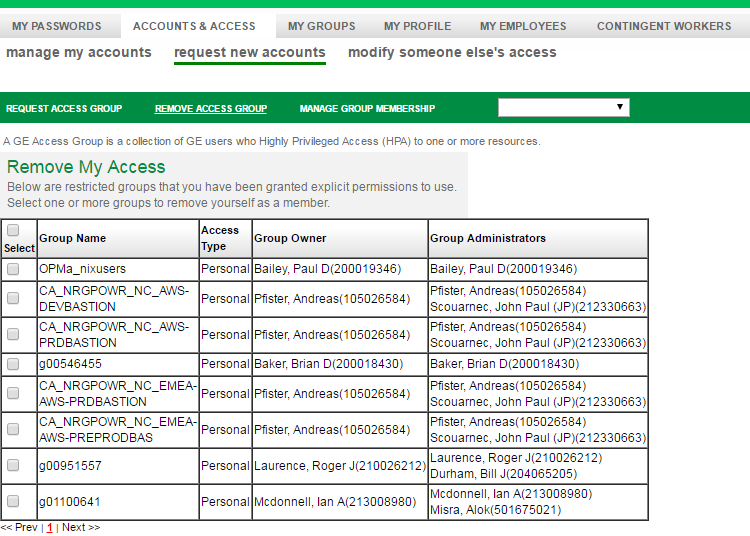 MY PASSWORDS ACCOUNTS & ACCESS MY GROUPS MY PROFILE MY EMPLOYEES CONTINGENT WORKERS
manage my accounts request new accounts modify someone else's access
REQUEST ACCESS GROUP REMOVE ACCESS GROUP MANAGE GROUP MEMBERSHIP
A GE Access Group is a collection of GE users who Highly Privileged Access (HPA) to one or more resources.
Remove My Access
Below are restricted groups that you have been granted explicit permissions to use.
Select one or more groups to remove yourself as a member.
Select Group Name Access Type Group Owner Group Administrators
OPMa_nixusers Personal Bailey, Paul D(200019346) Bailey, Paul D(200019346)
CA_NRGPOWR_NC_AWS-
DEVBASTION Personal Pfister, Andreas(105026584) Pfister, Andreas(105026584)
Scouarnec, John Paul (JP)(212330663)
CA_NRGPOWR_NC_AWS-
PRDBASTION Personal Pfister, Andreas(105026584) Pfister, Andreas(105026584)
Scouarnec, John Paul (JP)(212330663)
g00546455 Personal Baker, Brian D(200018430) Baker, Brian D(200018430)
CA_NRGPOWR_NC_EMEA-
AWS-PRDBASTION Personal Pfister, Andreas(105026584) Pfister, Andreas(105026584)
Scouarnec, John Paul (JP)(212330663)
CA_NRGPOWR_NC_EMEA-
AWS-PREPRODBAS Personal Pfister, Andreas(105026584) Pfister, Andreas(105026584)
Scouarnec, John Paul (JP)(212330663)
g00951557 Personal Laurence, Roger J(210026212) Laurence, Roger J(210026212)
Durham, Bill J(204065205)
g01100641 Personal Mcdonnell, Ian A(213008980) Mcdonnell, Ian A(213008980)
Misra, Alok(501675021)
<< Prev | 1 | Next >>